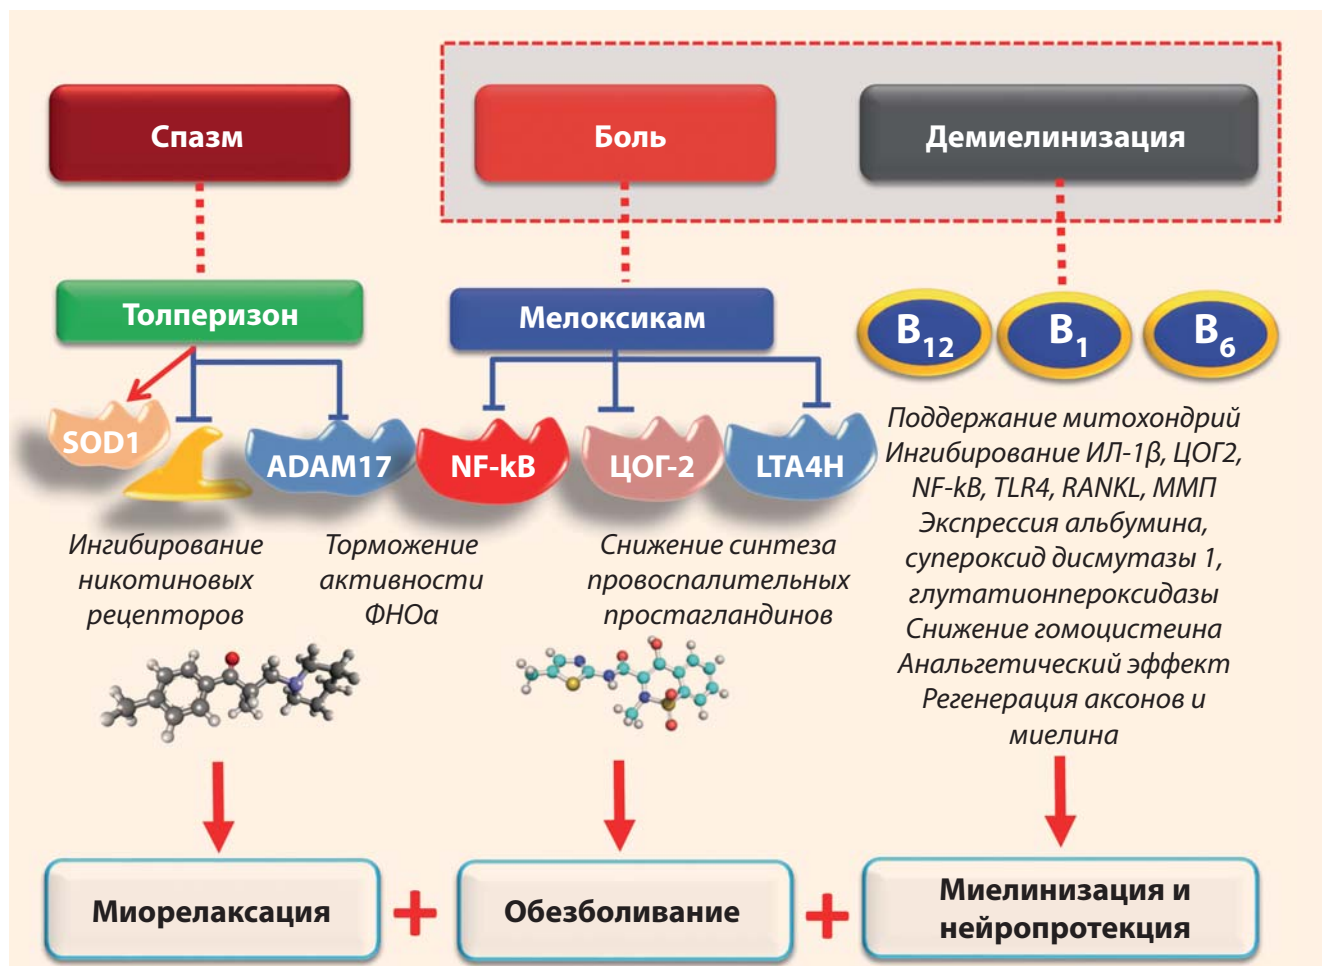 Спазм
Боль
Демиелинизация
Толперизон
Мелоксикам
B12
B1
B6
SOD1
ADAM17
NF-kB
ЦОГ-2
LTA4H
Ингибирование
никотиновых
рецепторов
Торможение
активности
ФНОα
Снижение синтеза
провоспалительных
простагландинов
Поддержание митохондрий
Ингибирование ИЛ-1β, ЦОГ2,
NF-kB, TLR4, RANKL, ММП
Экспрессия альбумина,
супероксид дисмутазы 1,
глутатионпероксидазы
Снижение гомоцистеина
Анальгетический эффект
Регенерация аксонов и
миелина
Миорелаксация
+
Обезболивание
+
Миелинизация и
нейропротекция